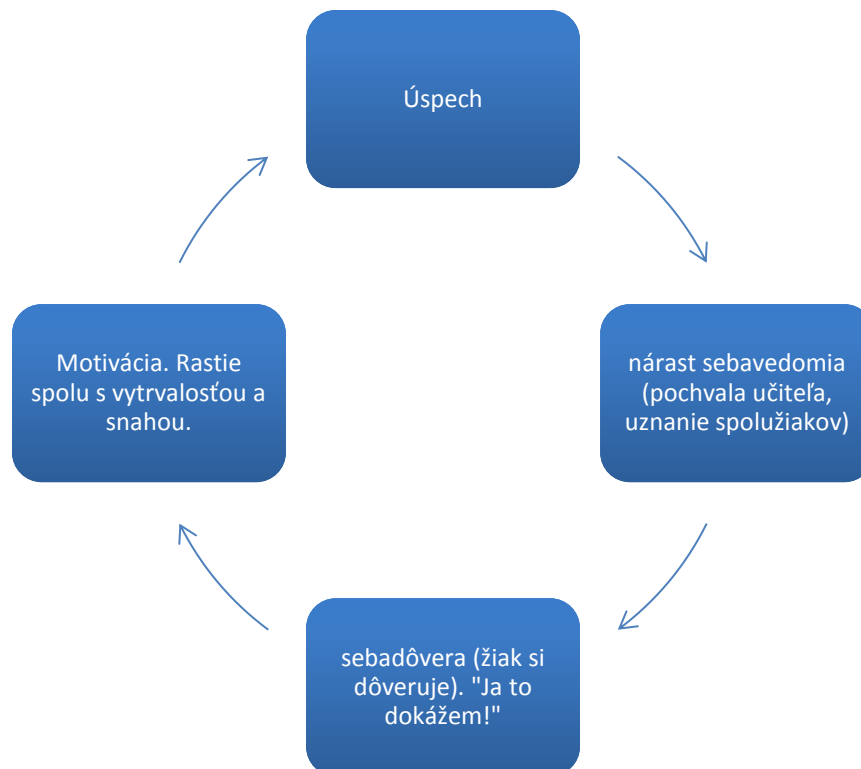 Úspech
Motivácia. Rastie
spolu s vytrvalosťou a
snahou.
nárast sebavedomia
(pochvala učiteľa,
uznanie spolužiakov)
sebadôvera (žiak si
dôveruje). "Ja to
dokážem!"